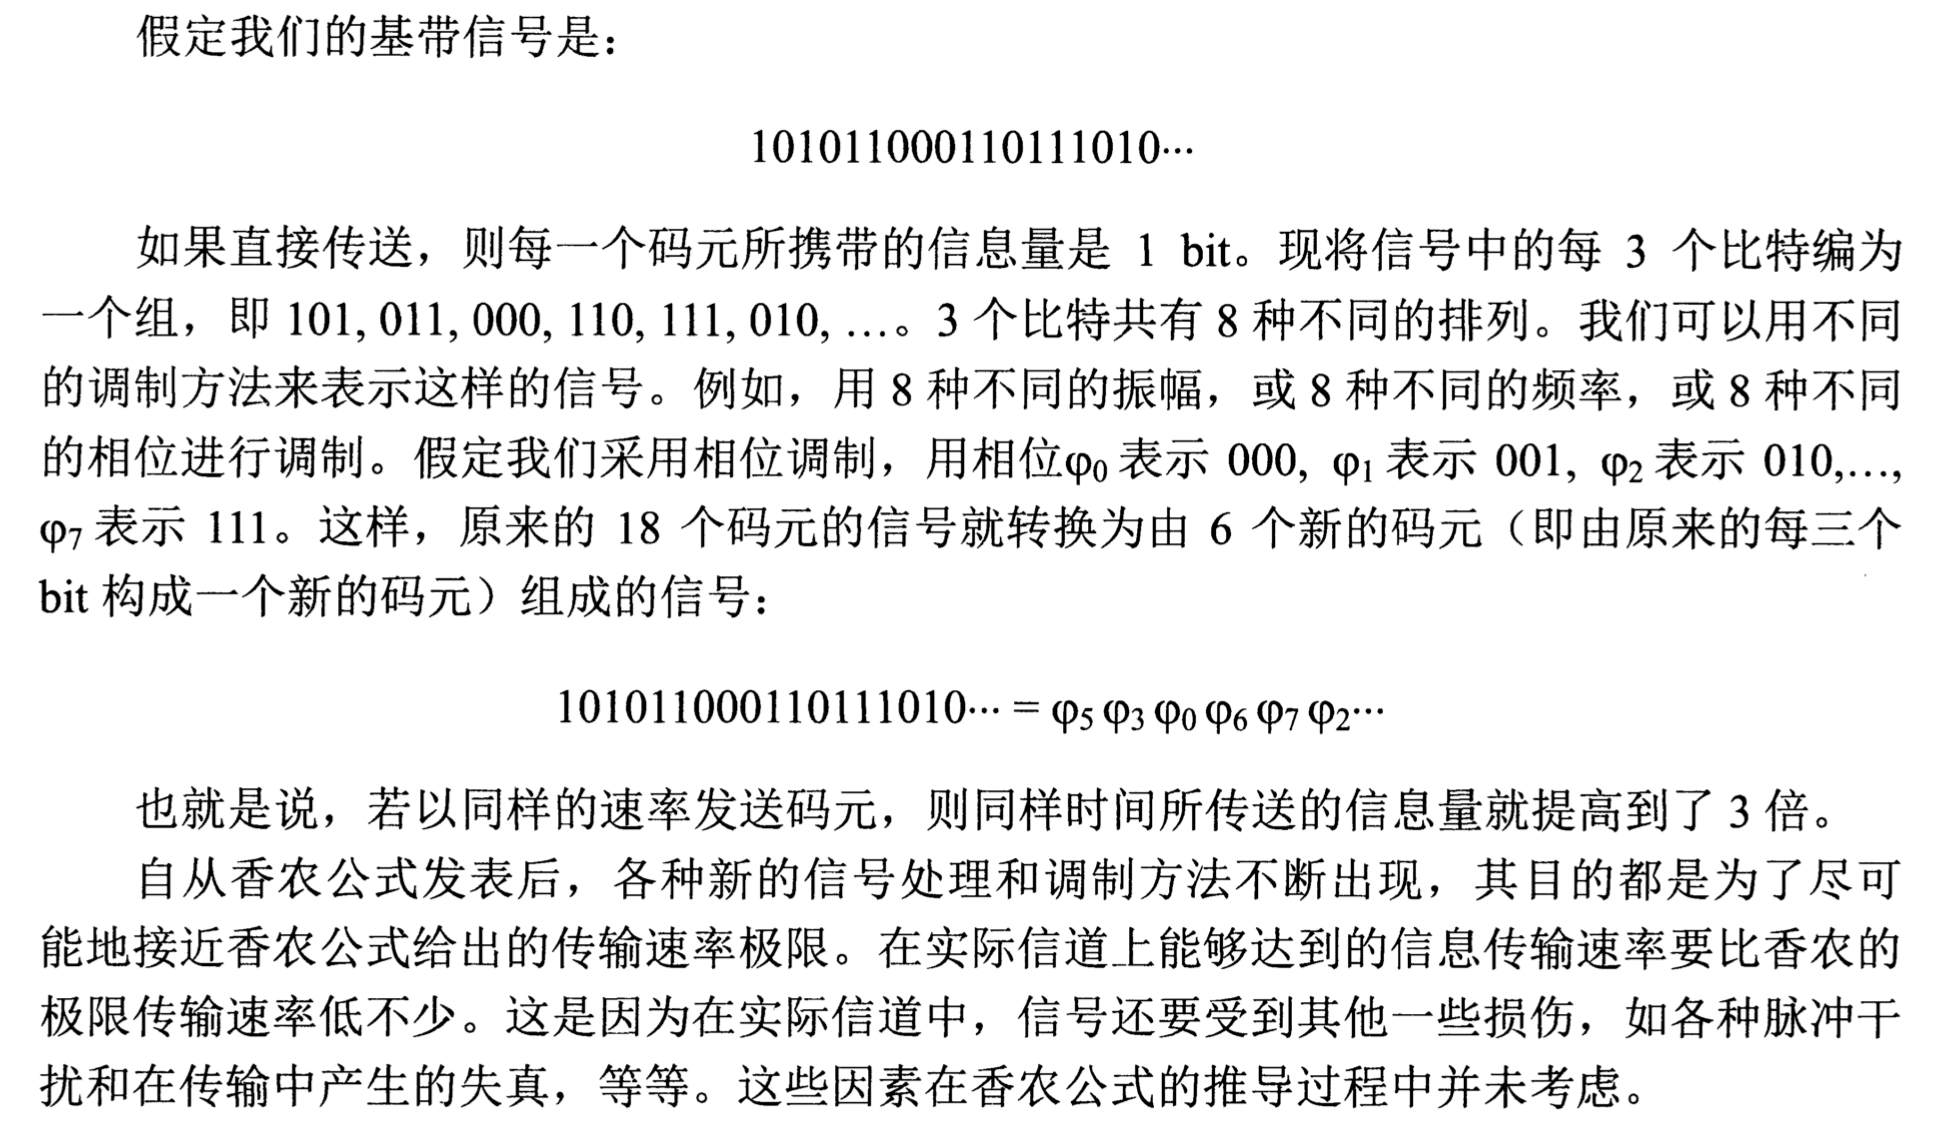 假定我们的基带信号是：
101011000110111010···
如果直接传送，则每一个码元所携带的信息量是 1 bit。现将信号中的每 3 个比特编为
一个组，即 101, 011, 000, 110, 111, 010, …。3 个比特共有 8 种不同的排列。我们可以用不同
的调制方法来表示这样的信号。例如，用 8 种不同的振幅，或 8 种不同的频率，或 8 种不同
的相位进行调制。假定我们采用相位调制，用相位φ₀ 表示 000, φ₁ 表示 001, φ₂ 表示 010,…,
φ₇ 表示 111。这样，原来的 18 个码元的信号就转换为由 6 个新的码元（即由原来的每三个
bit 构成一个新的码元）组成的信号：
101011000110111010··· = φ₅ φ₃ φ₀ φ₆ φ₇ φ₂···
也就是说，若以同样的速率发送码元，则同样时间所传送的信息量就提高到了 3 倍。
自从香农公式发表后，各种新的信号处理和调制方法不断出现，其目的都是为了尽可
能地接近香农公式给出的传输速率极限。在实际信道上能够达到的信息传输速率要比香农的
极限传输速率低不少。这是因为在实际信道中，信号还要受到其他一些损伤，如各种脉冲干
扰和在传输中产生的失真，等等。这些因素在香农公式的推导过程中并未考虑。